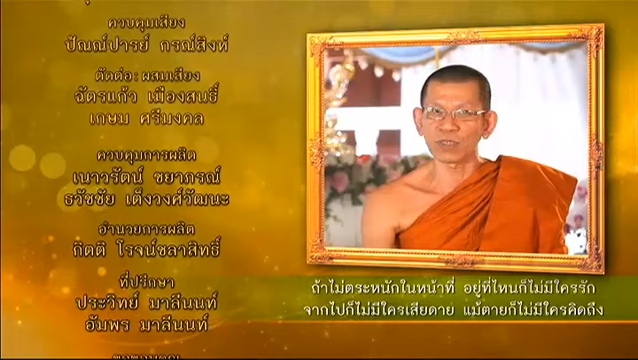 ควบคุมเสียง
ปัณณ์ปารย์ กรณ์สิงห์
ตัดต่อ: ผสมเสียง
ฉัตรแก้ว เมืองสนธิ์
เกษม ศรีมงคล
ควบคุมการผลิต
เนาวรัตน์ ชยาภรณ์
ธวัชชัย เต็งวงศ์วัฒนะ
อำนวยการผลิต
กิตติ โรจน์ชลาสิทธิ์
ที่ปรึกษา
ประวิทย์ มาลีนนท์
อัมพร มาลีนนท์
ถ้าไม่ตระหนักในหน้าที่ อยู่ที่ไหนก็ไม่มีใครรัก
จากไปก็ไม่มีใครเสียดาย แม้ตายก็ไม่มีใครคิดถึง